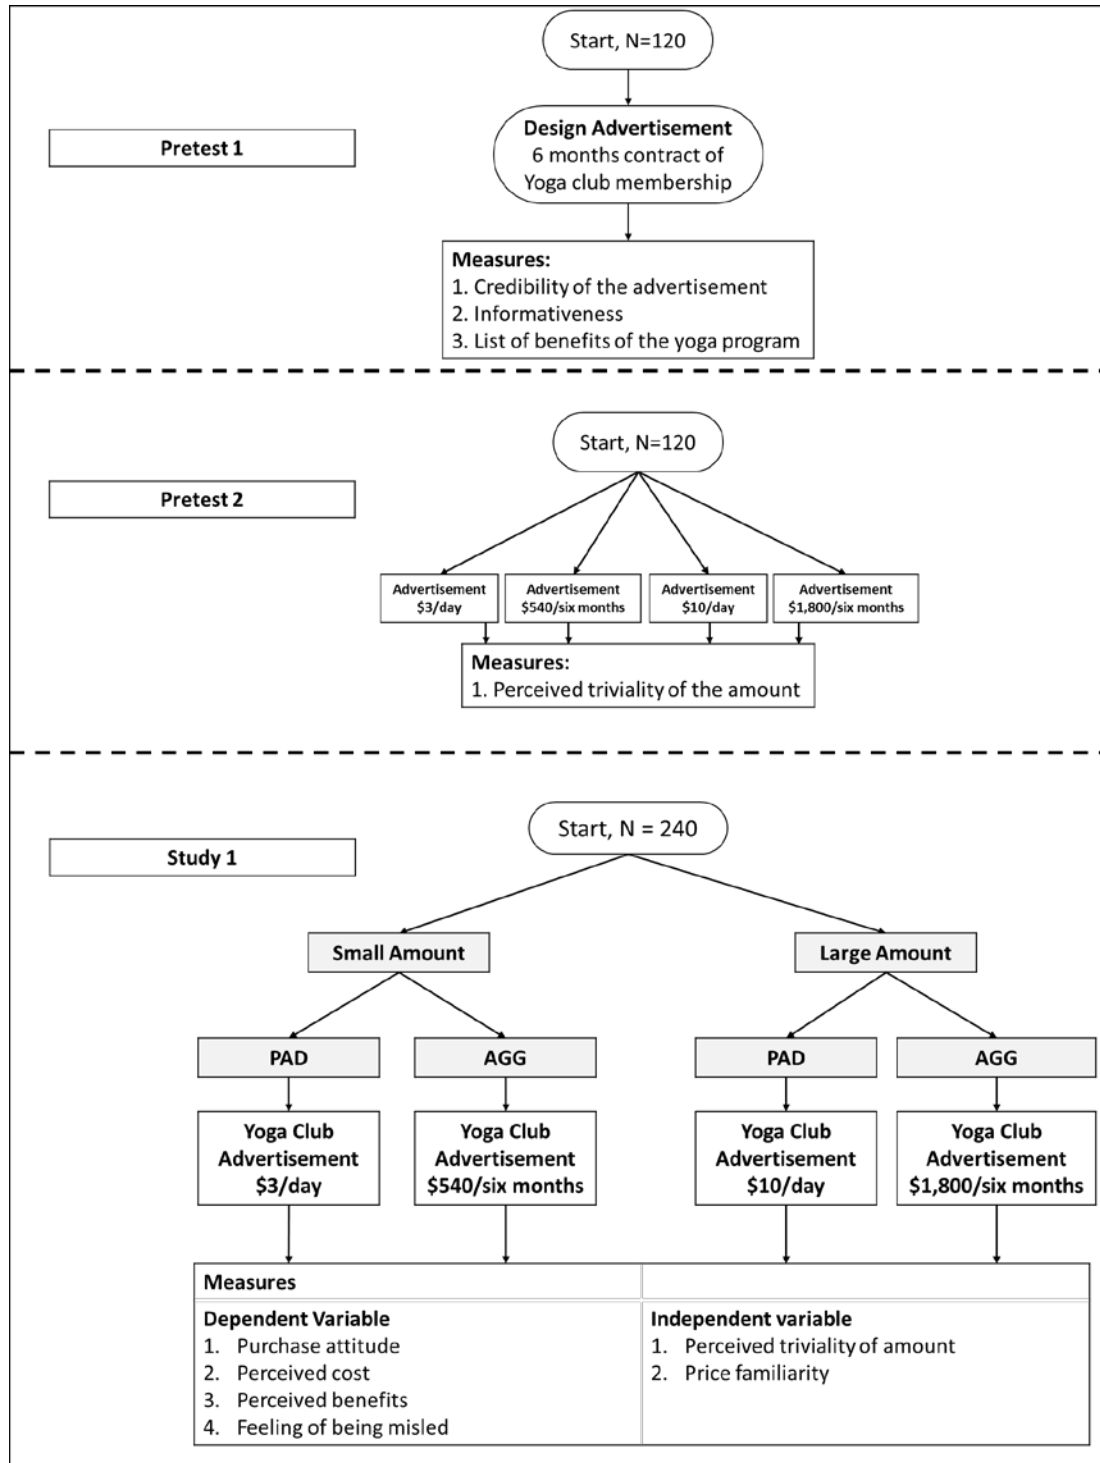 Start, N=120
Pretest 1
Design Advertisement
6 months contract of
Yoga club membership
Measures:
1. Credibility of the advertisement
2. Informativeness
3. List of benefits of the yoga program
Start, N=120
Pretest 2
Advertisement
$3/day
Advertisement
$540/six months
Advertisement
$10/day
Advertisement
$1,800/six months
Measures:
1. Perceived triviality of the amount
Start, N = 240
Study 1
Small Amount
Large Amount
PAD
AGG
PAD
AGG
Yoga Club
Advertisement
$3/day
Yoga Club
Advertisement
$540/six months
Yoga Club
Advertisement
$10/day
Yoga Club
Advertisement
$1,800/six months
Measures
Dependent Variable
1. Purchase attitude
2. Perceived cost
3. Perceived benefits
4. Feeling of being misled
Independent variable
1. Perceived triviality of amount
2. Price familiarity